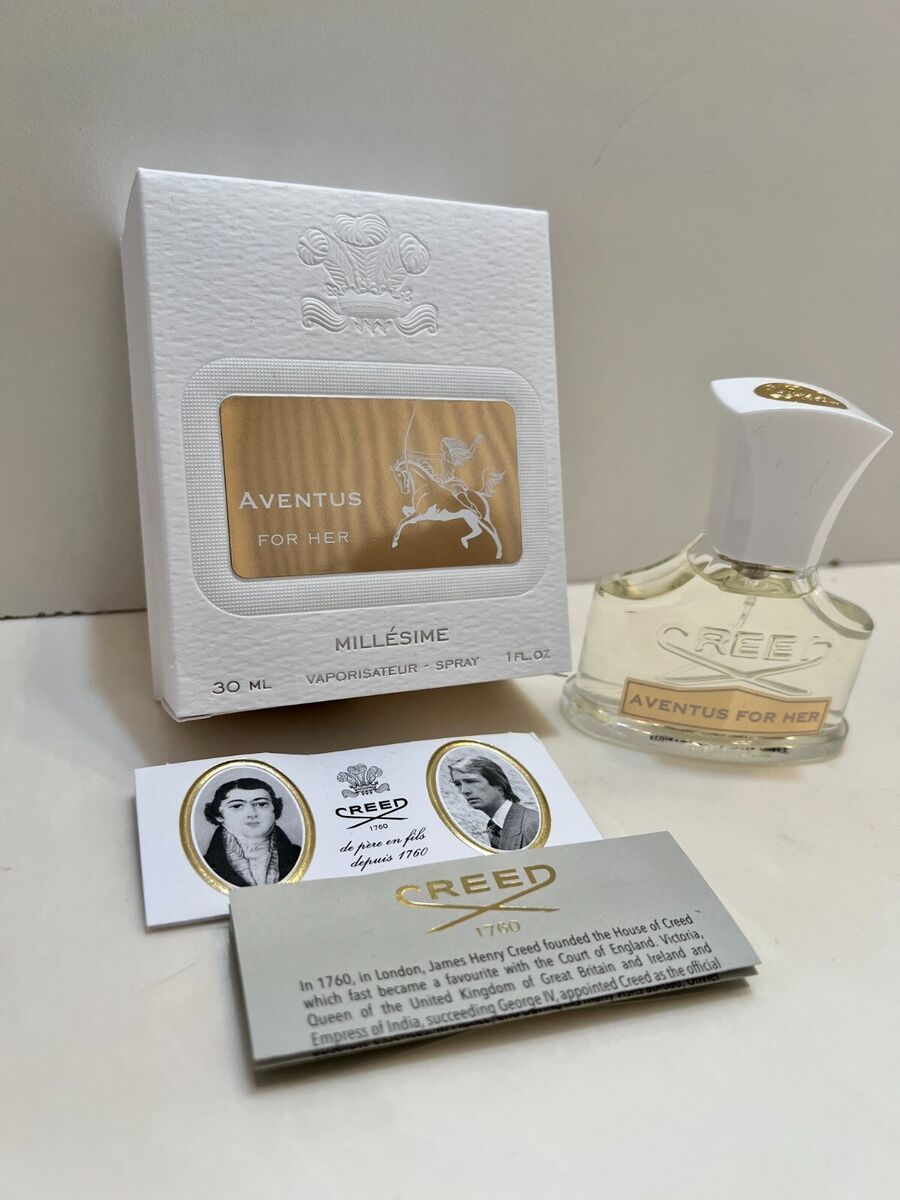 AVENTUS
FOR HER
MILLÉSIME
VAPORISATEUR - SPRAY
30 ML
1 FL.OZ
CREED
AVENTUS FOR HER
CREED
1760
de père en fils
depuis 1760
CREED
1760
In 1760, in London, James Henry Creed founded the House of Creed
which fast became a favourite with the Court of England. Victoria,
Queen of the United Kingdom of Great Britain and Ireland and
Empress of India, succeeding George IV, appointed Creed as the official